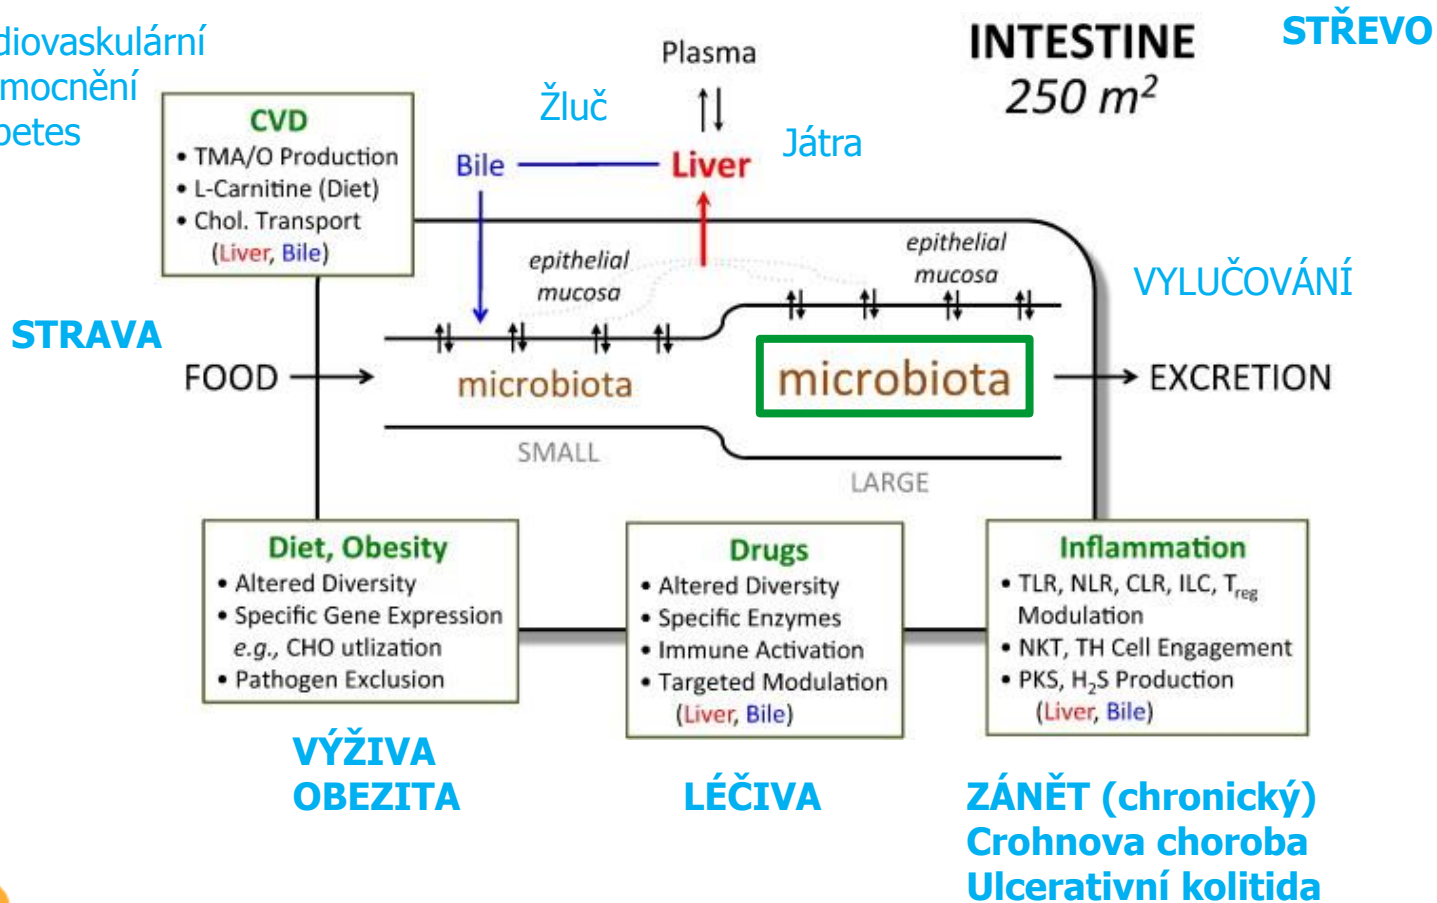 INTESTINE
250 m²
STŘEVO
diovaskulární
mocnění
betes
CVD
• TMA/O Production
• L-Carnitine (Diet)
• Chol. Transport
(Liver, Bile)
Plasma
Žluč
Játra
Bile
Liver
epithelial
mucosa
epithelial
mucosa
VYLUČOVÁNÍ
STRAVA
FOOD
microbiota
microbiota
EXCRETION
SMALL
LARGE
Diet, Obesity
• Altered Diversity
• Specific Gene Expression
e.g., CHO utlization
• Pathogen Exclusion
Drugs
• Altered Diversity
• Specific Enzymes
• Immune Activation
• Targeted Modulation
(Liver, Bile)
Inflammation
• TLR, NLR, CLR, ILC, Treg
Modulation
• NKT, TH Cell Engagement
• PKS, H₂S Production
(Liver, Bile)
VÝŽIVA
OBEZITA
LÉČIVA
ZÁNĚT (chronický)
Crohnova choroba
Ulcerativní kolitida